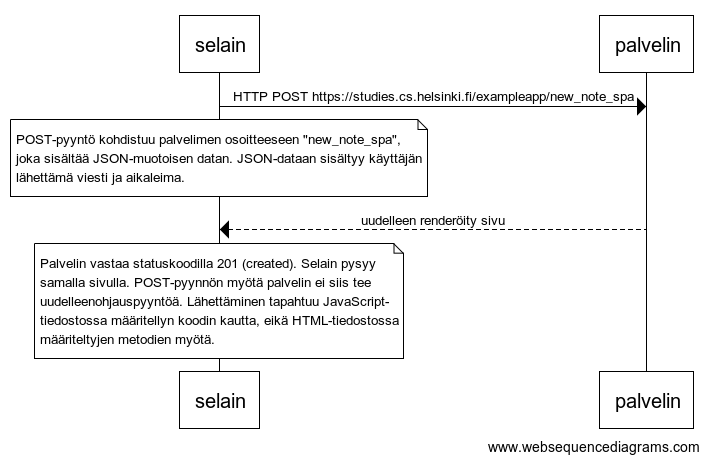 selain
palvelin
HTTP POST https://studies.cs.helsinki.fi/exampleapp/new_note_spa
POST-pyyntö kohdistuu palvelimen osoitteeseen "new_note_spa",
joka sisältää JSON-muotoisen datan. JSON-dataan sisältyy käyttäjän
lähettämä viesti ja aikaleima.
uudelleen renderöity sivu
Palvelin vastaa statuskoodilla 201 (created). Selain pysyy
samalla sivulla. POST-pyynnön myötä palvelin ei siis tee
uudelleenohjauspyyntöä. Lähettäminen tapahtuu JavaScript-
tiedostossa määritellyn koodin kautta, eikä HTML-tiedostossa
määriteltyjen metodien myötä.
selain
palvelin
www.websequencediagrams.com